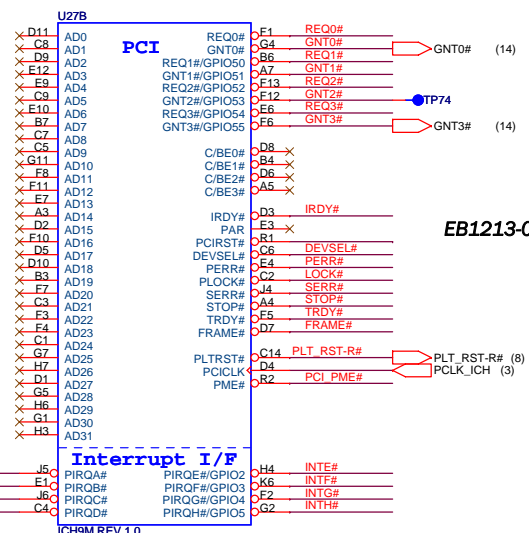 U27B
PCI
D11 AD0 REQ0# F1 REQ0#
C8 AD1 GNT0# G4 GNT0# GNT0# (14)
D9 AD2 REQ1#/GPIO50 B6 REQ1#
E12 AD3 GNT1#/GPIO51 A7 GNT1#
E9 AD4 REQ2#/GPIO52 F13 REQ2#
C9 AD5 GNT2#/GPIO53 F12 GNT2# TP74
E10 AD6 REQ3#/GPIO54 E6 REQ3#
B7 AD7 GNT3#/GPIO55 F6 GNT3# GNT3# (14)
C7 AD8
C5 AD9 C/BE0# D8
G11 AD10 C/BE1# B4
F8 AD11 C/BE2# D6
F11 AD12 C/BE3# A5
E7 AD13
A3 AD14 IRDY# D3 IRDY#
D2 AD15 PAR E3
F10 AD16 PCIRST# R1
D5 AD17 DEVSEL# C6 DEVSEL#
D10 AD18 PERR# E4 PERR#
B3 AD19 PLOCK# C2 LOCK#
F7 AD20 SERR# J4 SERR#
C3 AD21 STOP# A4 STOP#
F3 AD22 TRDY# F5 TRDY#
F4 AD23 FRAME# D7 FRAME#
C1 AD24
G7 AD25 PLTRST# C14 PLT_RST-R# PLT_RST-R# (8)
H7 AD26 PCICLK D4 PCLK_ICH (3)
D1 AD27 PME# R2 PCI_PME#
G5 AD28
H6 AD29
G1 AD30
H3 AD31
EB1213-0
Interrupt I/F
J5 PIRQA# PIRQE#/GPIO2 H4 INTE#
E1 PIRQB# PIRQF#/GPIO3 K6 INTF#
J6 PIRQC# PIRQG#/GPIO4 F2 INTG#
C4 PIRQD# PIRQH#/GPIO5 G2 INTH#
ICH9M REV 1.0